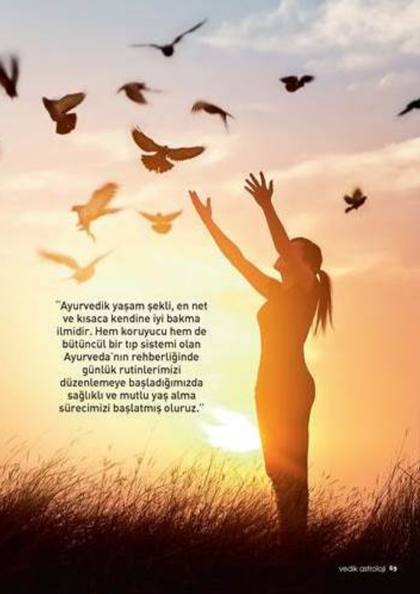 "Ayurvedik yaşam şekli, en net
ve kısaca kendine iyi bakma
ilmidir. Hem koruyucu hem de
bütüncül bir tıp sistemi olan
Ayurveda'nın rehberliğinde
günlük rutinlerimizi
düzenlemeye başladığımızda
sağlıklı ve mutlu yaş alma
sürecimizi başlatmış oluruz."
vedik astroloji 69